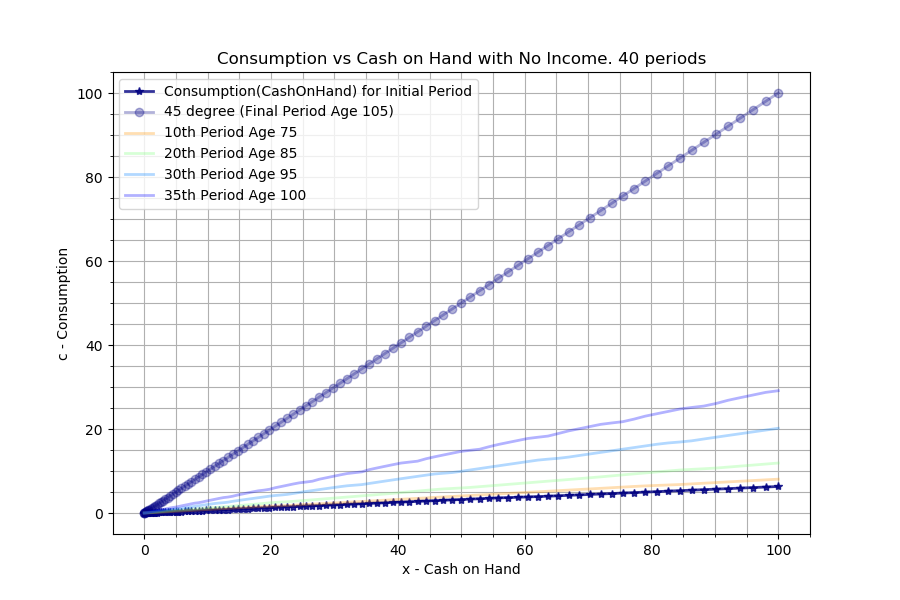 Consumption vs Cash on Hand with No Income. 40 periods
Consumption(CashOnHand) for Initial Period
45 degree (Final Period Age 105)
10th Period Age 75
20th Period Age 85
30th Period Age 95
35th Period Age 100
100
80
60
40
20
0
c - Consumption
0 20 40 60 80 100
x - Cash on Hand